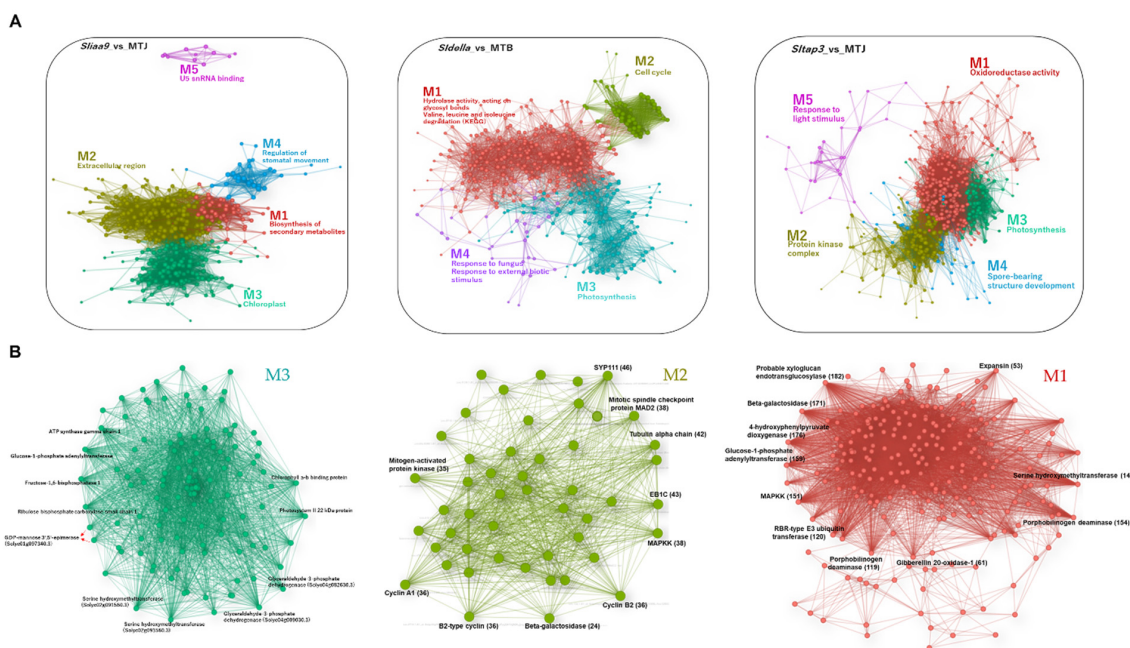 A
Sliaa9_vs_MTJ
M5
U5 snRNA binding
M2
Extracellular region
M4
Regulation of
stomatal movement
M1
Biosynthesis of
secondary metabolites
M3
Chloroplast
Sldella_vs_MTB
M1
Hydrolase activity, acting on
glycosyl bonds
Valine, leucine and isoleucine
degradation (KEGG)
M2
Cell cycle
M4
Response to fungus
Response to external biotic
stimulus
M3
Photosynthesis
Sltap3_vs_MTJ
M1
Oxidoreductase activity
M5
Response to
light stimulus
M2
Protein kinase
complex
M3
Photosynthesis
M4
Spore-bearing
structure development
B
M3
ATP synthase gamma chain 1
Glucose-1-phosphate adenylyltransferase
Fructose-1,6-bisphosphatase 1
Ribulose bisphosphate carboxylase small chain 1
GDP-mannose 3',5'-epimerase
Serine hydroxymethyltransferase
Serine hydroxymethyltransferase
Chlorophyll a-b binding protein
Photosystem II 22 kDa protein
Glyceraldehyde-3-phosphate
Glyceraldehyde-3-phosphate
M2
SYP111 (46)
Mitotic spindle checkpoint
protein MAD2 (38)
Tubulin alpha chain (42)
Mitogen-activated
protein kinase (35)
EB1C (43)
MAPKK (38)
Cyclin A1 (36)
Cyclin B2 (36)
B2-type cyclin (36)
Beta-galactosidase (24)
M1
Probable xyloglucan
endotransglucosylase (182)
Expansin (53)
Beta-galactosidase (171)
4-hydroxyphenylpyruvate
dioxygenase (176)
Glucose-1-phosphate
adenylyltransferase (159)
Serine hydroxymethyltransferase (14
MAPKK (151)
Porphobilinogen deaminase (154)
RBR-type E3 ubiquitin
transferase (120)
Porphobilinogen
deaminase (119)
Gibberellin 20-oxidase-1 (61)